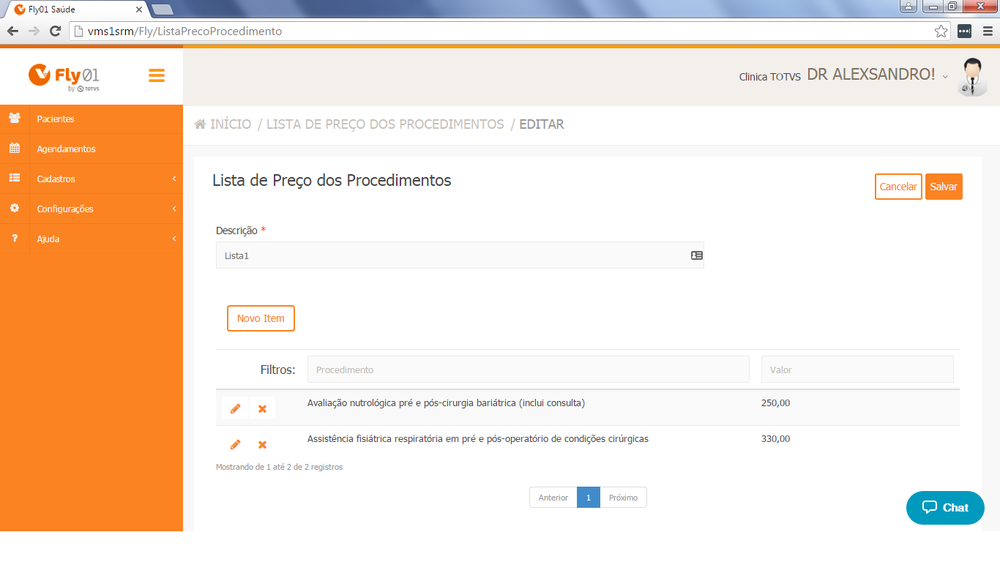 Fly01 Saúde
vms1srm/Fly/ListaPrecoProcedimento
Fly01
by TOTVS
Clinica TOTVS DR ALEXSANDRO!
Pacientes
Agendamentos
Cadastros
Configurações
Ajuda
INÍCIO / LISTA DE PREÇO DOS PROCEDIMENTOS / EDITAR
Lista de Preço dos Procedimentos
Cancelar Salvar
Descrição *
Lista1
Novo Item
Filtros: Procedimento Valor
Avaliação nutrológica pré e pós-cirurgia bariátrica (inclui consulta) 250,00
Assistência fisiátrica respiratória em pré e pós-operatório de condições cirúrgicas 330,00
Mostrando de 1 até 2 de 2 registros
Anterior 1 Próximo
Chat